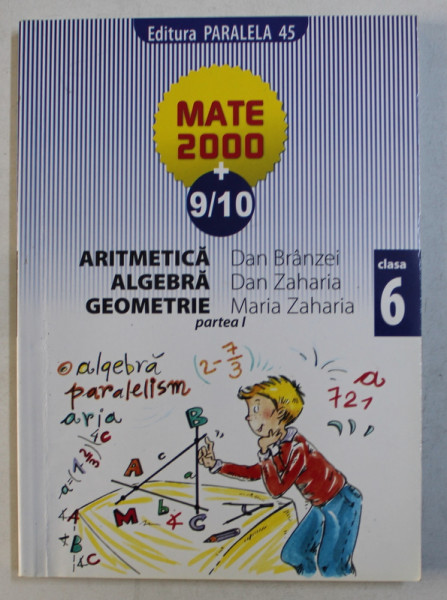 Editura PARALELA 45
MATE
2000
+
9/10
ARITMETICĂ
ALGEBRĂ
GEOMETRIE
partea I
Dan Brânzei
Dan Zaharia
Maria Zaharia
clasa
6
algebră
paralelism
aria
(2-7/3)
a
72
B
A
c
a
M
b
C
A
B
C